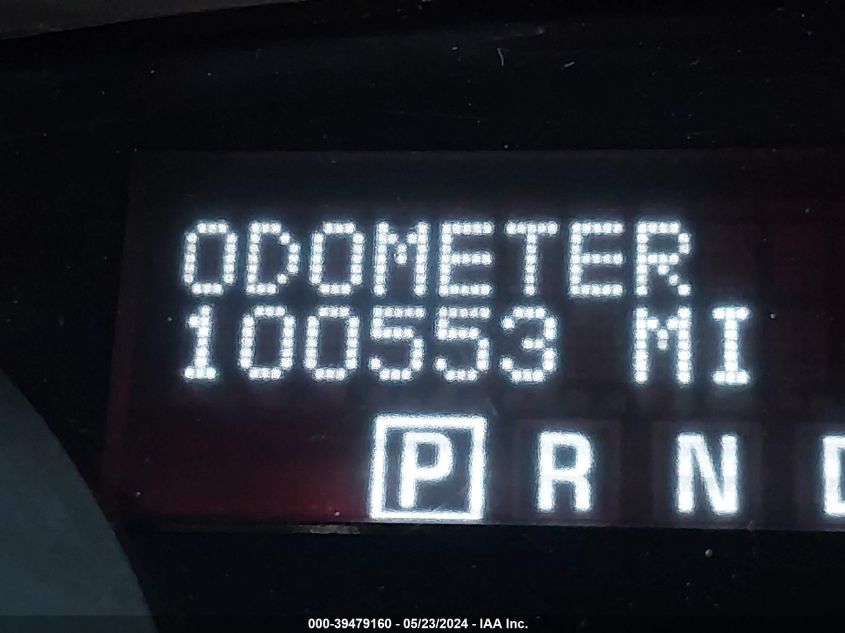 ODOMETER
100553 MI
P R N D
000-39479160 - 05/23/2024 - IAA Inc.